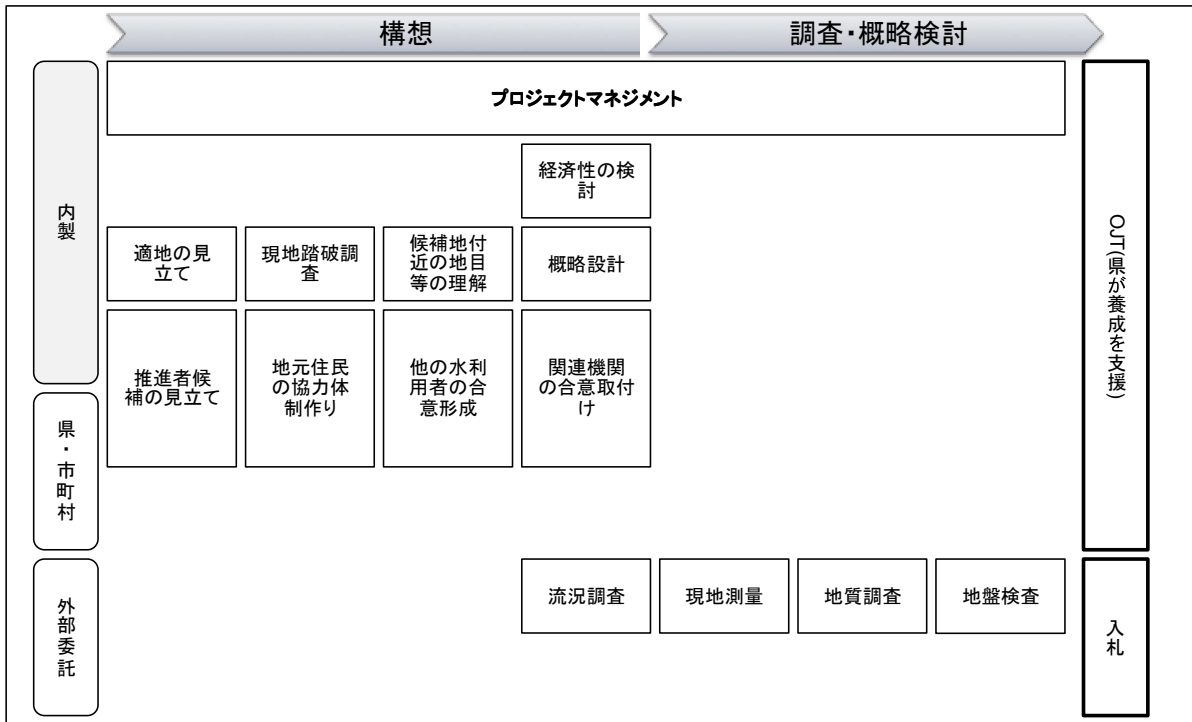 構想
調査・概略検討
プロジェクトマネジメント
内製
経済性の検
討
適地の見
立て
現地踏破調
査
候補地付
近の地目
等の理解
概略設計
推進者候
補の見立て
地元住民
の協力体
制作り
他の水利
用者の合
意形成
関連機関
の合意取付
け
県・市町村
OJT(県が養成を支援)
外部委託
流況調査
現地測量
地質調査
地盤検査
入札